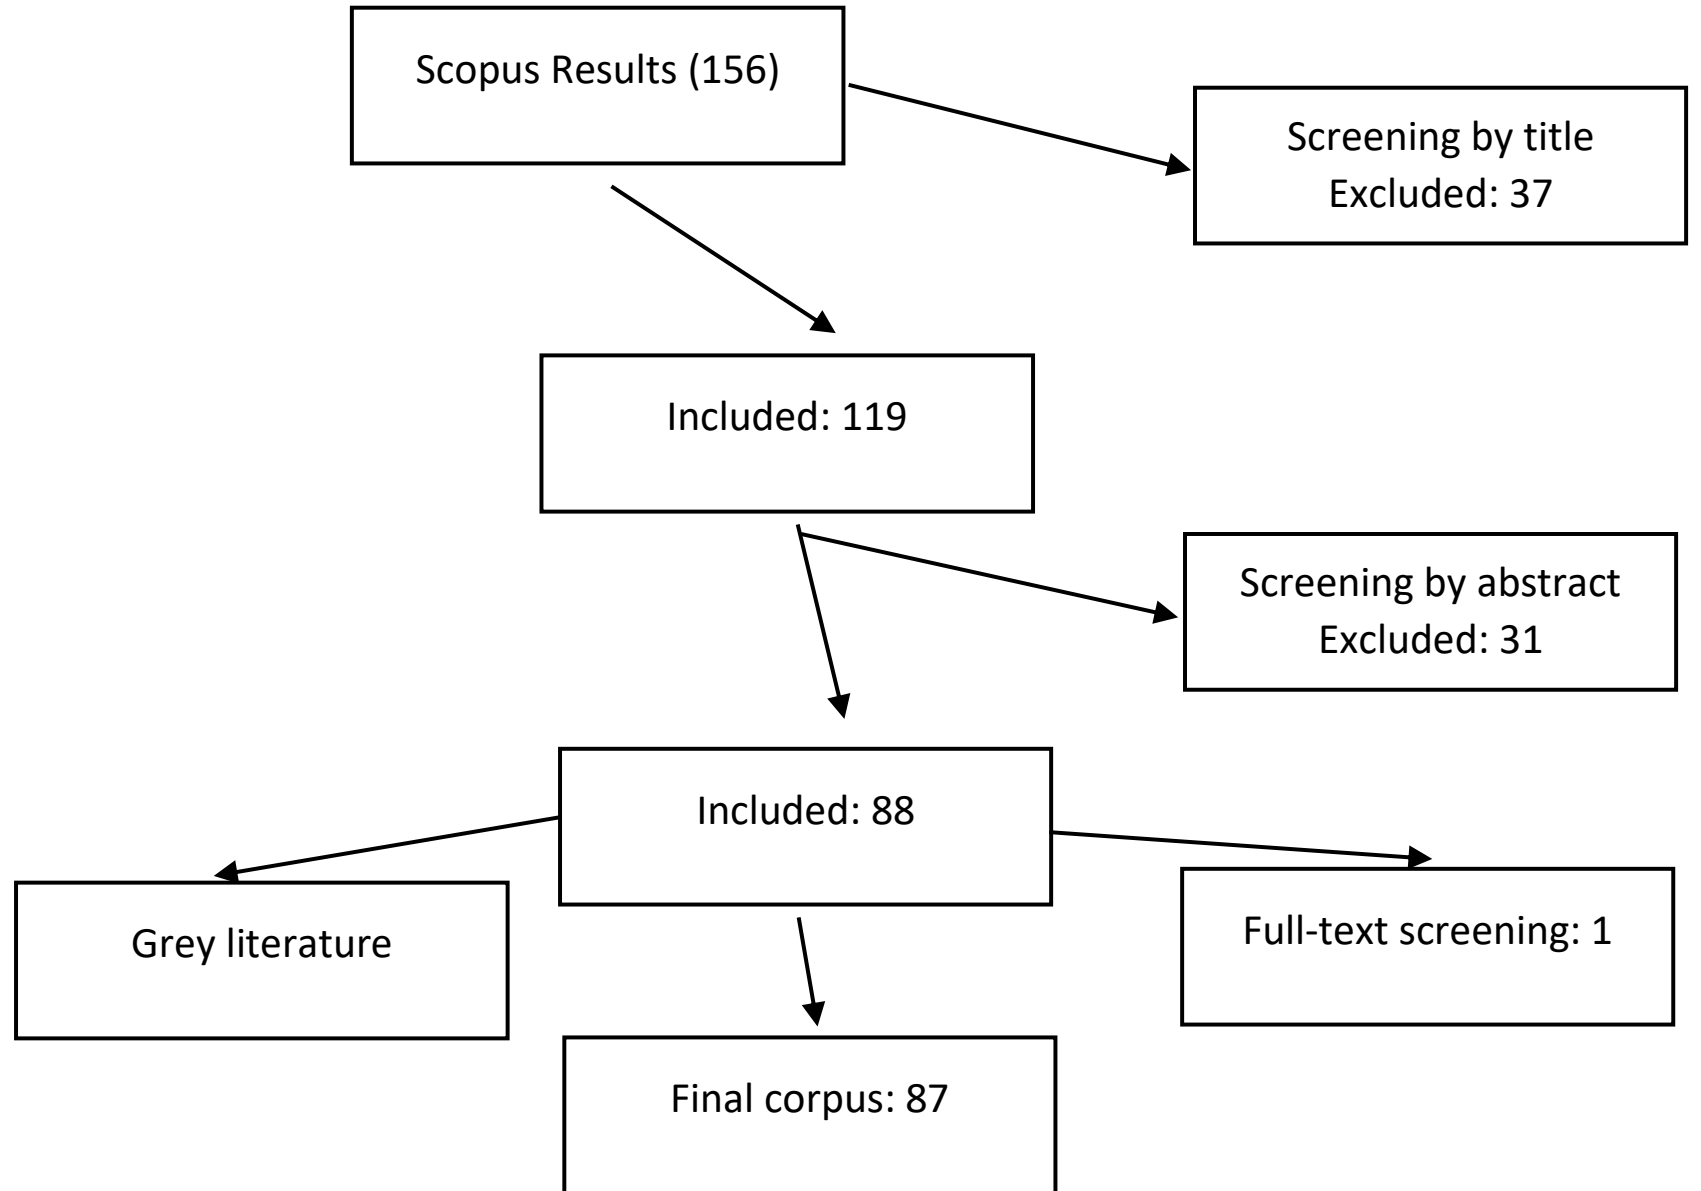 Scopus Results (156)
Screening by title
Excluded: 37
Included: 119
Screening by abstract
Excluded: 31
Included: 88
Grey literature
Full-text screening: 1
Final corpus: 87